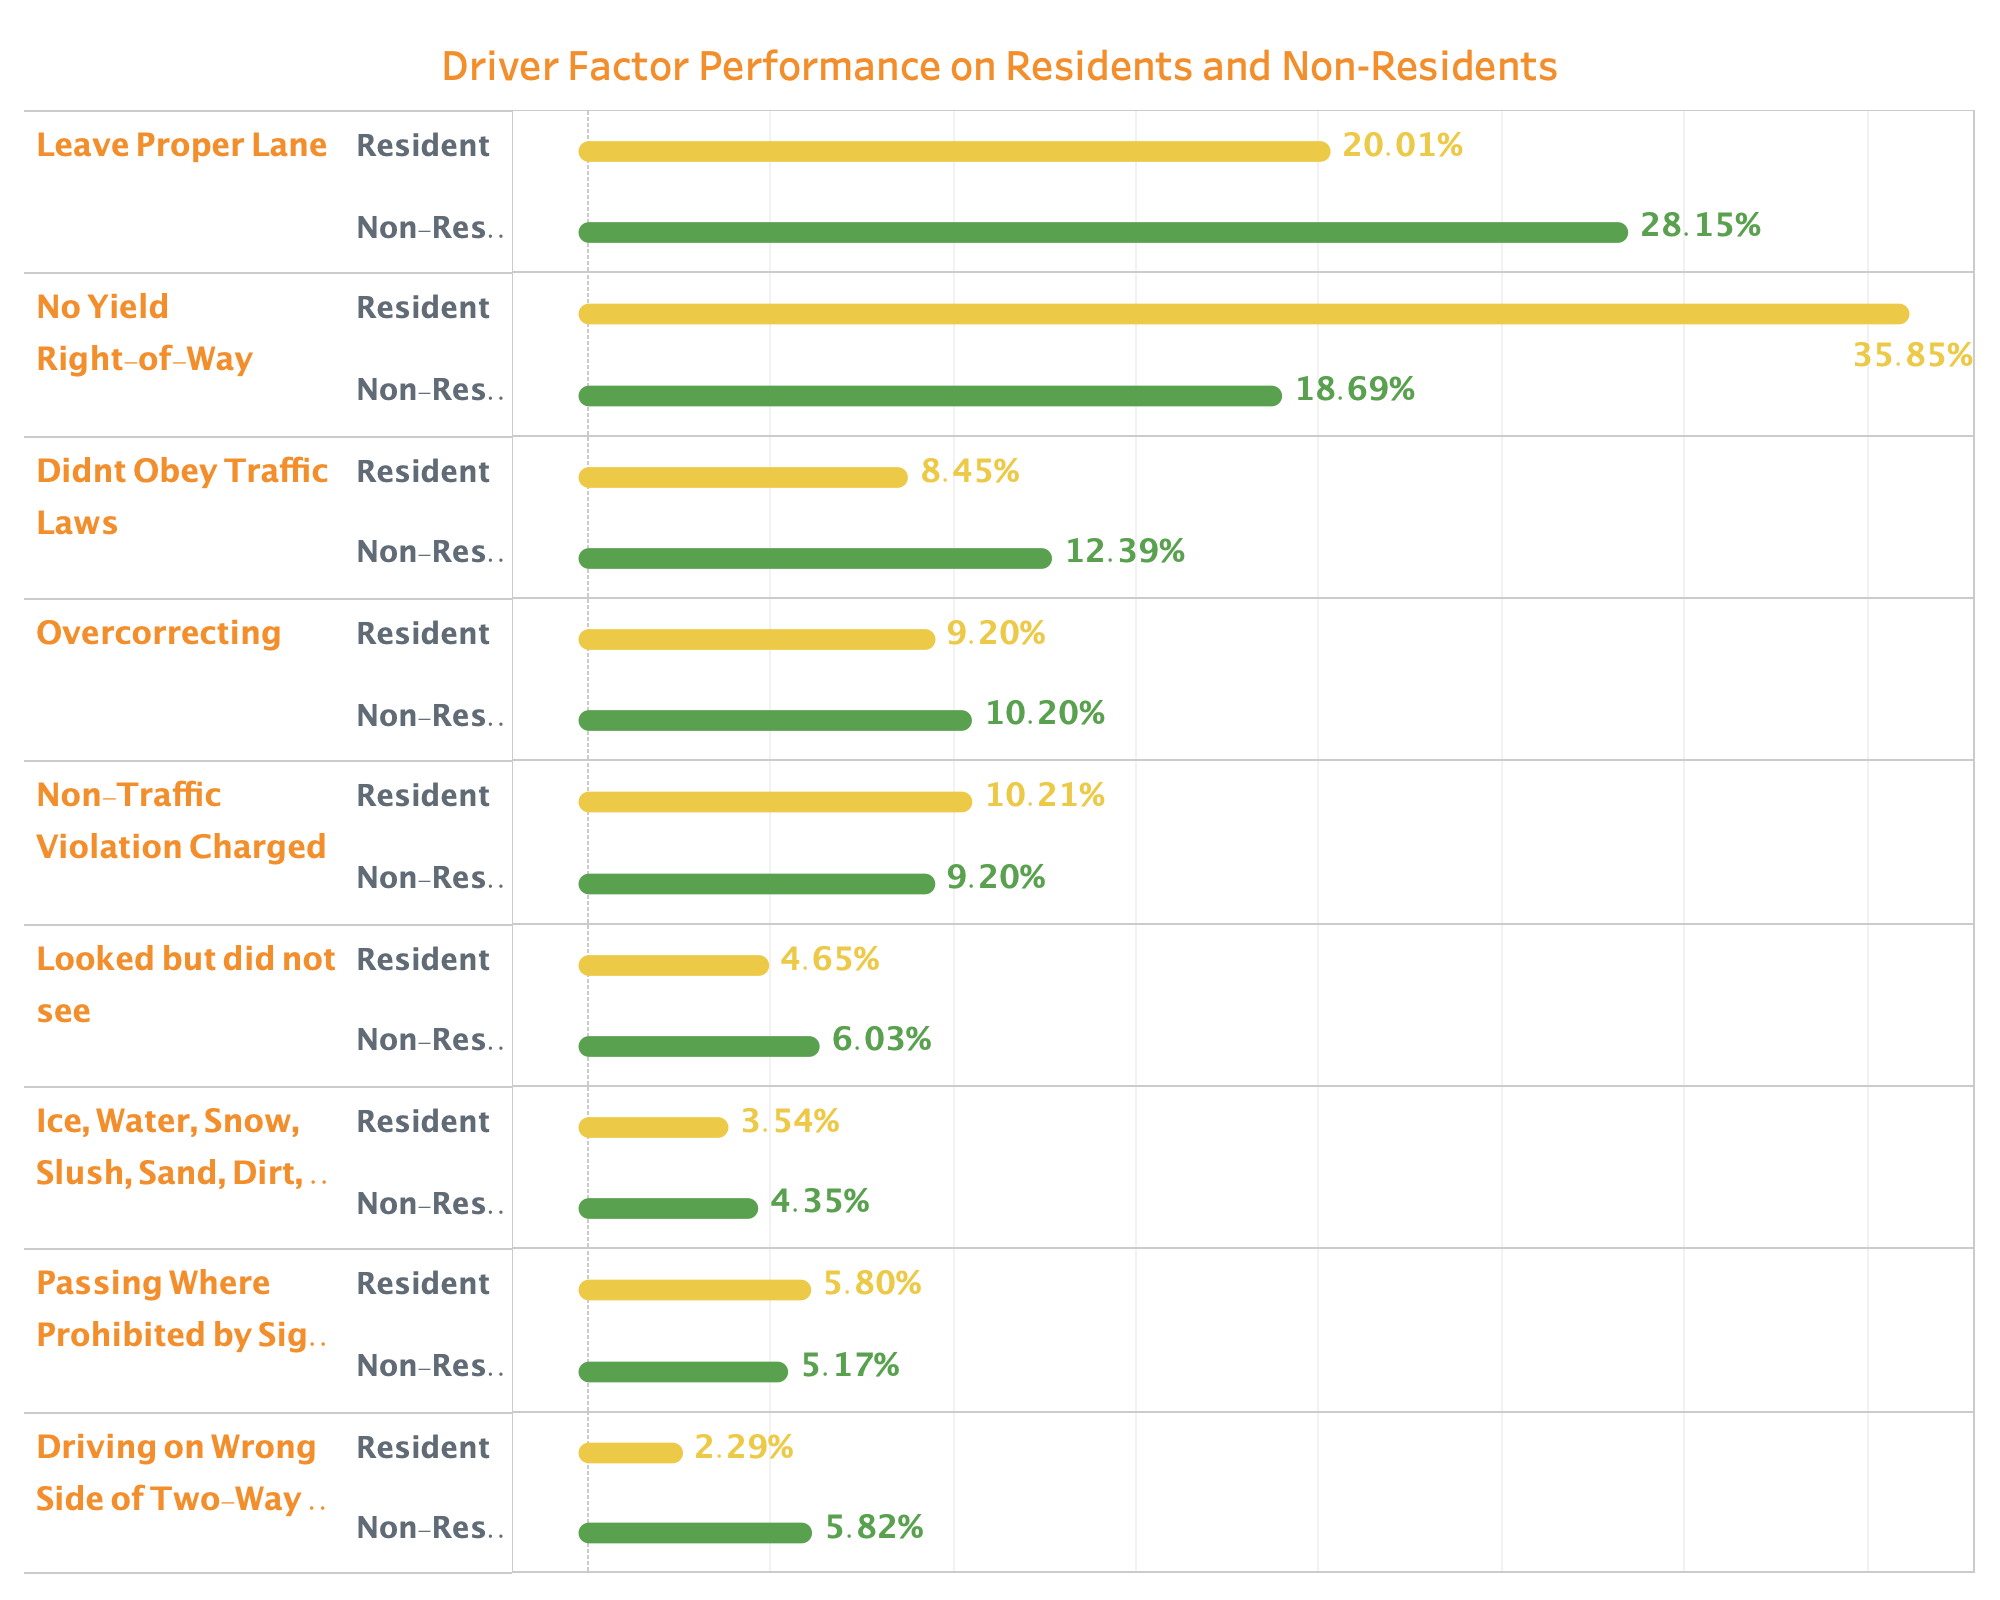 Driver Factor Performance on Residents and Non-Residents
Leave Proper Lane Resident 20.01%
Non-Res.. 28.15%
No Yield Resident
Right-of-Way 35.85%
Non-Res.. 18.69%
Didnt Obey Traffic Resident 8.45%
Laws
Non-Res.. 12.39%
Overcorrecting Resident 9.20%
Non-Res.. 10.20%
Non-Traffic Resident 10.21%
Violation Charged
Non-Res.. 9.20%
Looked but did not Resident 4.65%
see
Non-Res.. 6.03%
Ice, Water, Snow, Resident 3.54%
Slush, Sand, Dirt, ..
Non-Res.. 4.35%
Passing Where Resident 5.80%
Prohibited by Sig..
Non-Res.. 5.17%
Driving on Wrong Resident 2.29%
Side of Two-Way ..
Non-Res.. 5.82%